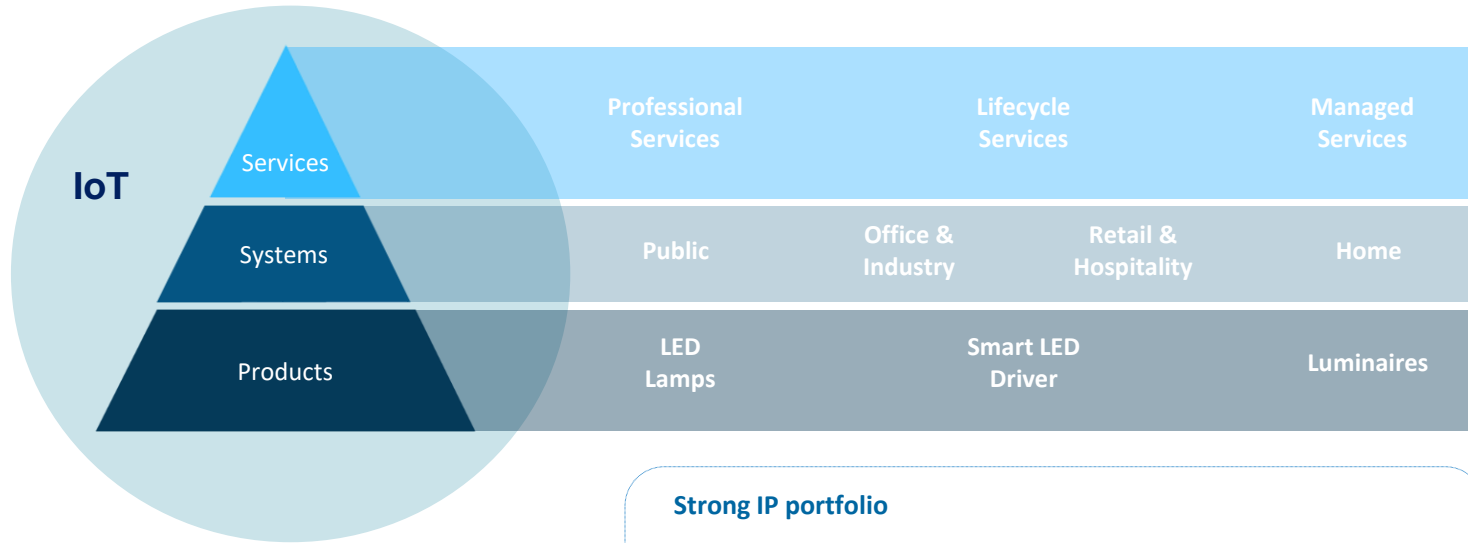 IoT
Services
Professional
Services
Lifecycle
Services
Managed
Services
Systems
Public
Office &
Industry
Retail &
Hospitality
Home
Products
LED
Lamps
Smart LED
Driver
Luminaires
Strong IP portfolio